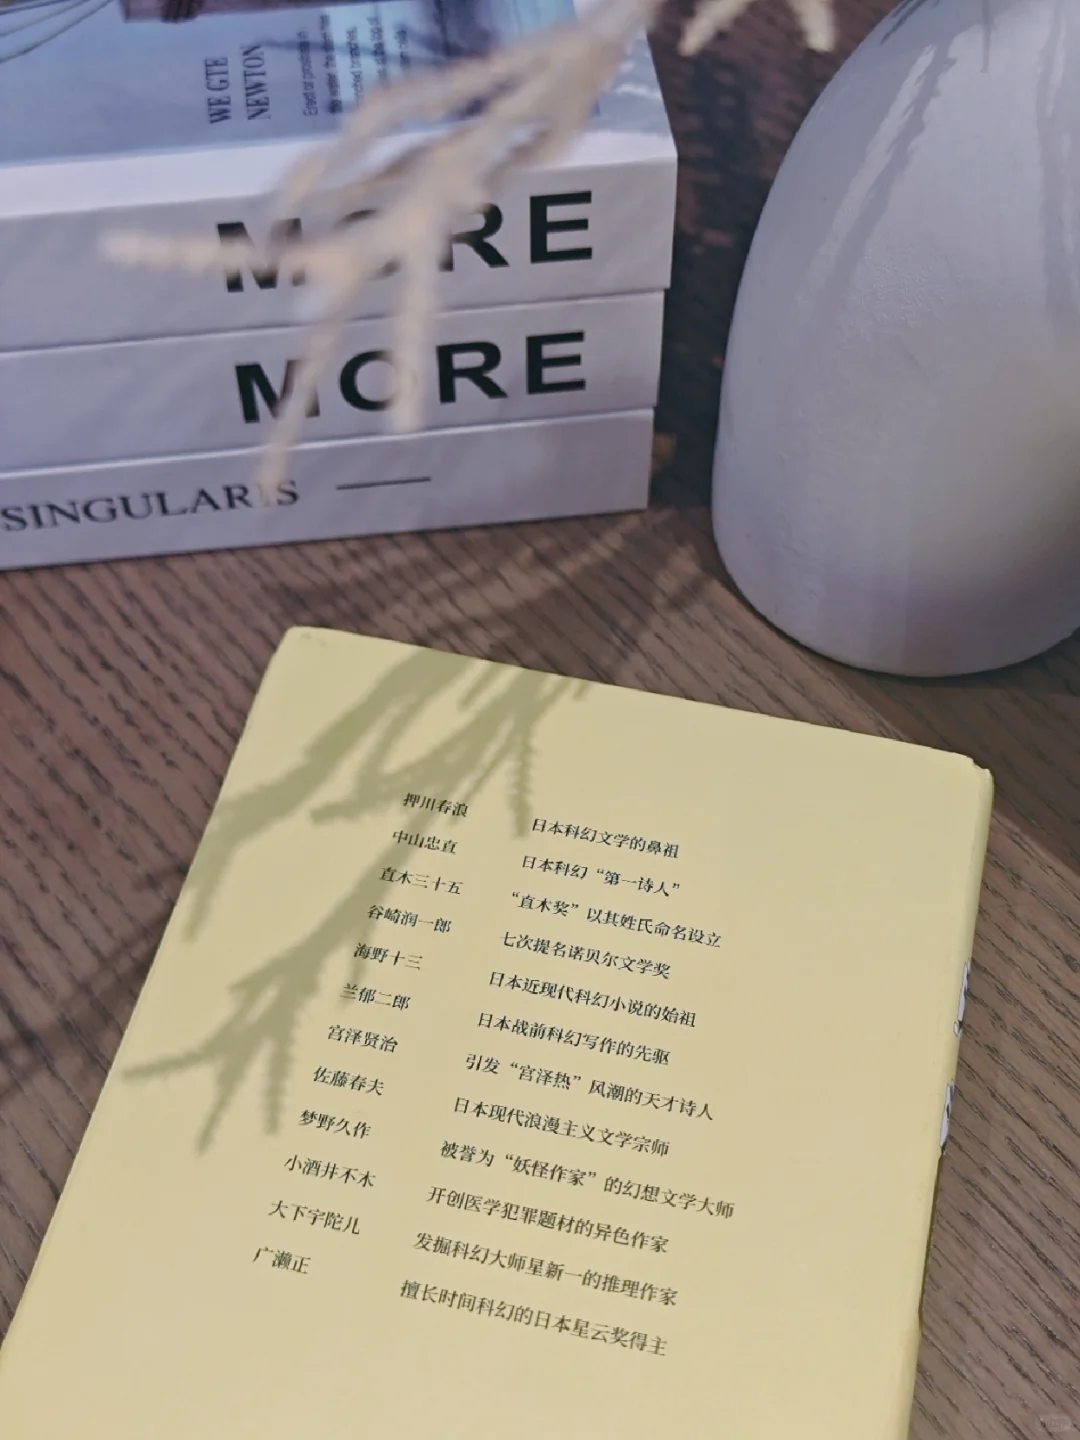 WE GTE
NEWTON
MORE
MORE
SINGULARIS
押川春浪 日本科幻文学的鼻祖
中山忠直 日本科幻“第一诗人”
直木三十五 “直木奖”以其姓氏命名设立
谷崎润一郎 七次提名诺贝尔文学奖
海野十三 日本近现代科幻小说的始祖
兰郁二郎 日本战前科幻写作的先驱
宫泽贤治 引发“宫泽热”风潮的天才诗人
佐藤春夫 日本现代浪漫主义文学宗师
梦野久作 被誉为“妖怪作家”的幻想文学大师
小酒井不木 开创医学犯罪题材的异色作家
大下宇陀儿 发掘科幻大师星新一的推理作家
广濑正 擅长时间科幻的日本星云奖得主